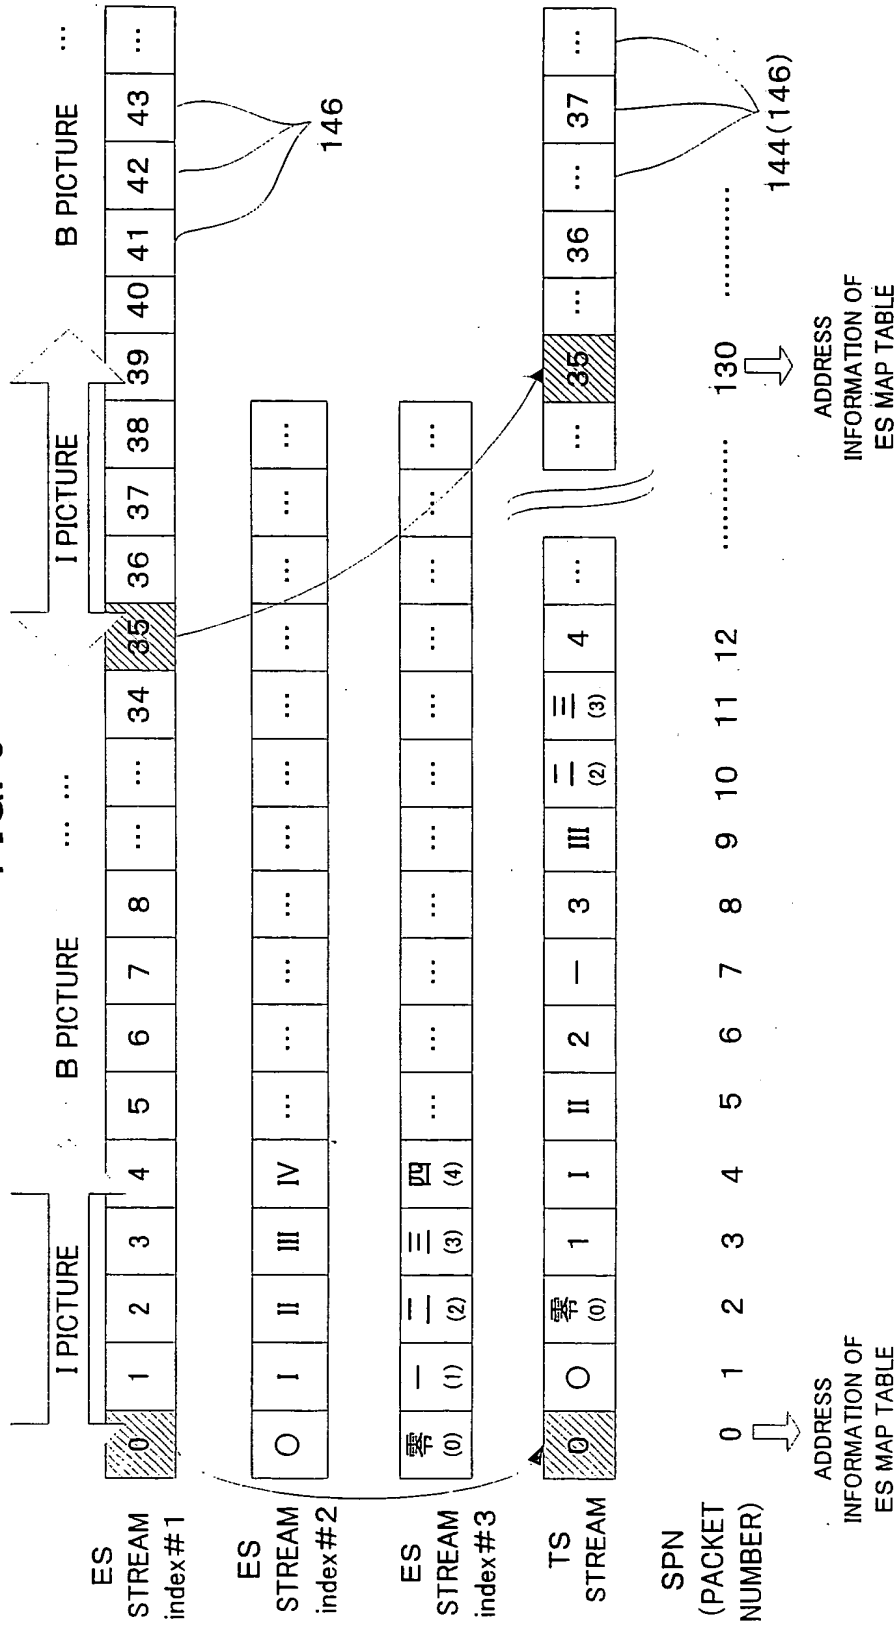 I PICTURE B PICTURE ... ... I PICTURE B PICTURE ...
ES STREAM index#1 0 1 2 3 4 5 6 7 8 ... ... 34 35 36 37 38 39 40 41 42 43 ...
146
ES STREAM index#2 〇 I II III IV ... ... ... ... ... ... ... ... ... ... ...
ES STREAM index#3 零(0) 一(1) 二(2) 三(3) 四(4) ... ... ... ... ... ... ... ... ... ... ...
TS STREAM 0 〇 零(0) 1 I II 2 一 3 III 二(2) 三(3) 4 ... ... 35 ... 36 ... 37 ...
144(146)
SPN (PACKET NUMBER) 0 1 2 3 4 5 6 7 8 9 10 11 12 ............ 130 ............
ADDRESS INFORMATION OF ES MAP TABLE
ADDRESS INFORMATION OF ES MAP TABLE